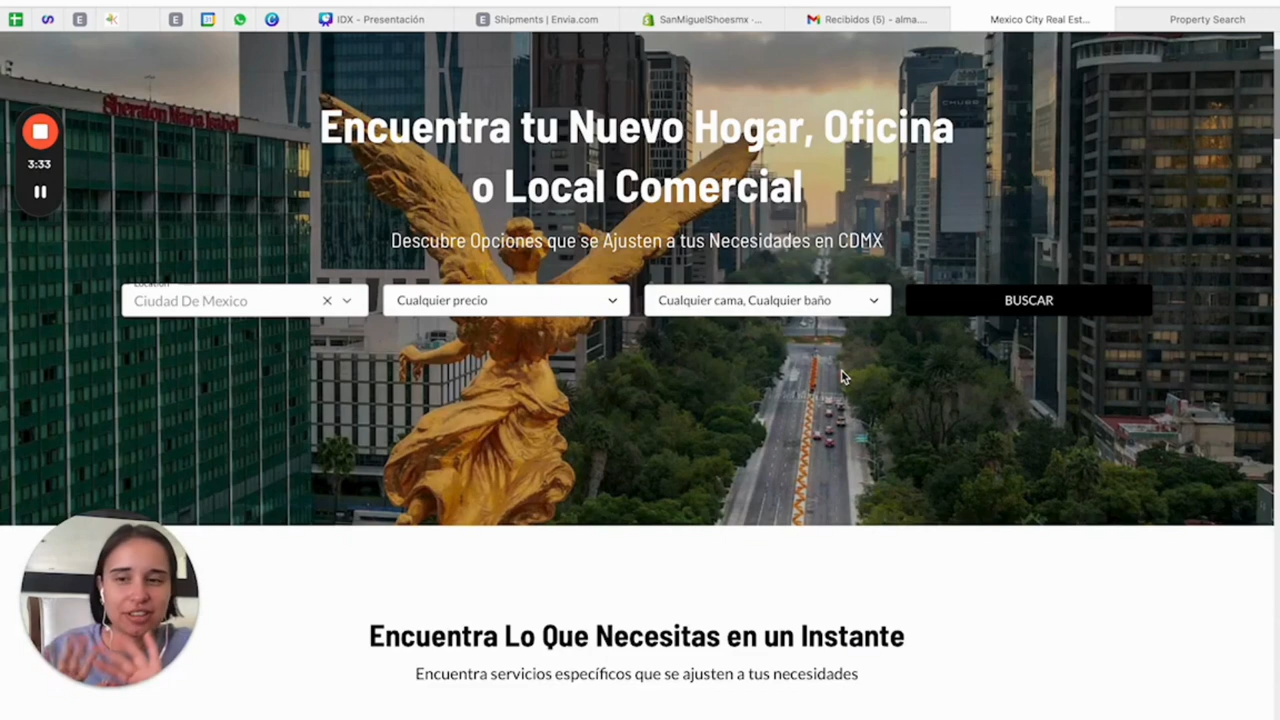 IDX - Presentación
Shipments | Envia.com
SanMiguelShoesmx -...
Recibidos (5) - alma....
Mexico City Real Est...
Property Search
Sheraton Maria Isabel
3:33
Encuentra tu Nuevo Hogar, Oficina
o Local Comercial
Descubre Opciones que se Ajusten a tus Necesidades en CDMX
Location
Ciudad De Mexico
Cualquier precio
Cualquier cama, Cualquier baño
BUSCAR
CHUBB
Encuentra Lo Que Necesitas en un Instante
Encuentra servicios específicos que se ajusten a tus necesidades